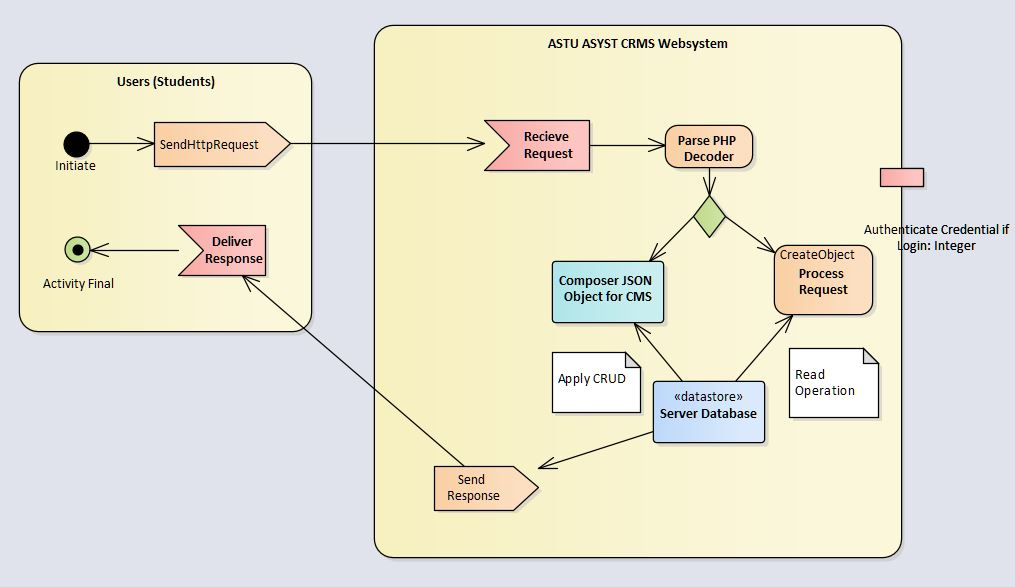 ASTU ASYST CRMS Websystem
Users (Students)
Initiate
SendHttpRequest
Recieve
Request
Parse PHP
Decoder
Authenticate Credential if
Login: Integer
Deliver
Response
Activity Final
Composer JSON
Object for CMS
CreateObject
Process
Request
Apply CRUD
Read
Operation
«datastore»
Server Database
Send
Response